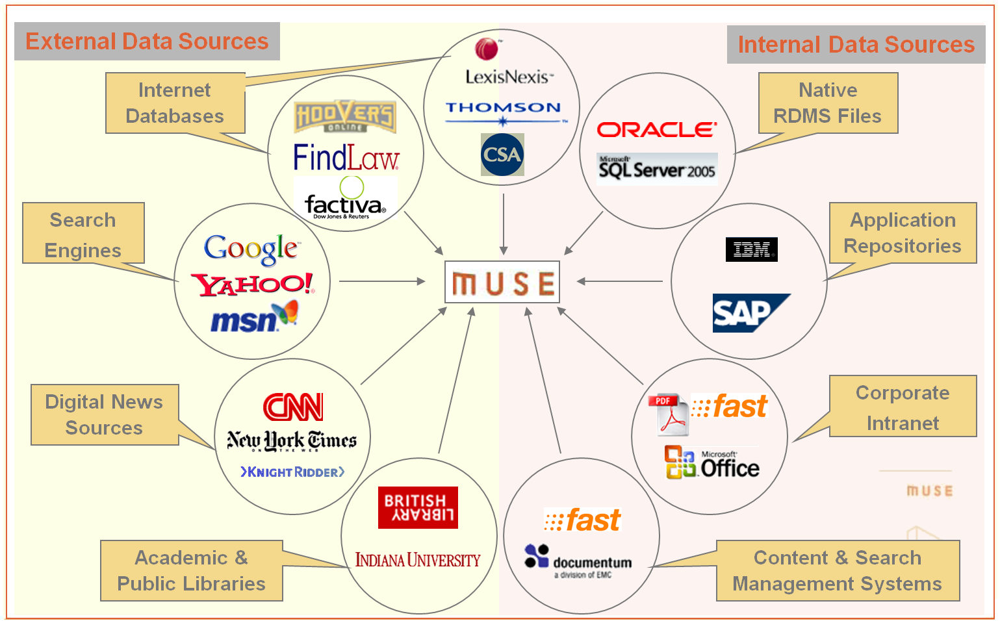 External Data Sources
Internal Data Sources
Internet
Databases
LexisNexis™
THOMSON
™
CSA
HOOVER'S
ONLINE
FindLaw®
factiva®
Dow Jones & Reuters
Native
RDMS Files
ORACLE®
Microsoft®
SQL Server 2005
Search
Engines
Google™
YAHOO!®
msn
MUSE
Application
Repositories
IBM®
SAP
Digital News
Sources
CNN
New York Times
ON THE WEB
KNIGHT RIDDER
Corporate
Intranet
PDF
fast
Microsoft®
Office
Academic &
Public Libraries
BRITISH
LIBRARY
INDIANA UNIVERSITY
Content & Search
Management Systems
fast
documentum
a division of EMC
MUSE